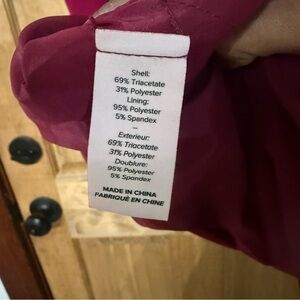 Shell:
69% Triacetate
31% Polyester
Lining:
95% Polyester
5% Spandex
–
Exterieur:
69% Triacetate
31% Polyester
Doublure:
95% Polyester
5% Spandex
MADE IN CHINA
FABRIQUÉ EN CHINE